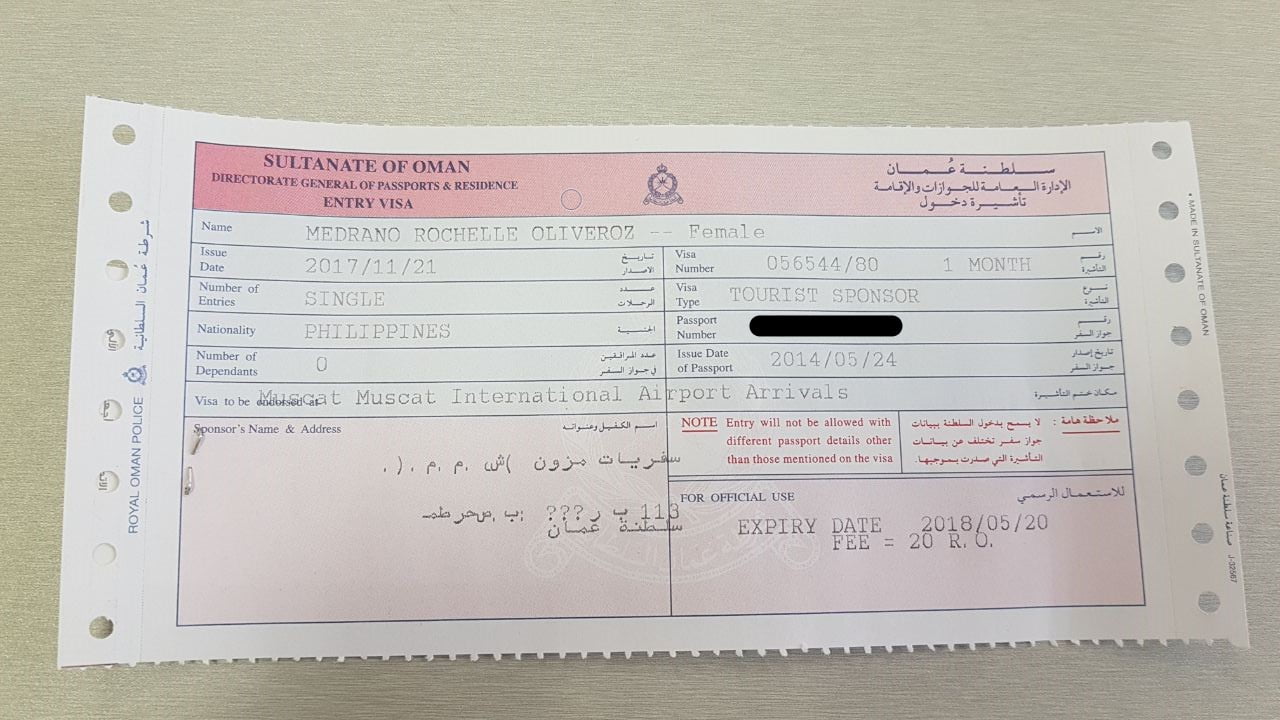 SULTANATE OF OMAN
DIRECTORATE GENERAL OF PASSPORTS & RESIDENCE
ENTRY VISA
سلطنة عُمان
الإدارة العامة للجوازات والإقامة
تأشيرة دخول
Name MEDRANO ROCHELLE OLIVEROZ -- Female الاسم
Issue Date 2017/11/21 تاريخ الاصدار
Visa Number 056544/80 1 MONTH رقم التأشيرة
Number of Entries SINGLE عدد الرحلات
Visa Type TOURIST SPONSOR نوع التأشيرة
Nationality PHILIPPINES الجنسية
Passport Number رقم جواز السفر
Number of Dependants 0 عدد المرافقين في جواز السفر
Issue Date of Passport 2014/05/24 تاريخ إصدار جواز السفر
Visa to be endorsed at Muscat Muscat International Airport Arrivals مكان ختم التأشيرة
Sponsor's Name & Address اسم الكفيل وعنوانه
سفريات مزون )ش.م.م.(.
113 ب ر??? ;ب
سلطنة عمان
NOTE Entry will not be allowed with
different passport details other
than those mentioned on the visa
ملاحظة هامة : لا يسمح بدخول السلطنة ببيانات
جواز سفر تختلف عن بيانات
التأشيرة التي صدرت بموجبها.
FOR OFFICIAL USE للاستعمال الرسمي
EXPIRY DATE 2018/05/20
FEE = 20 R.O.
ROYAL OMAN POLICE شرطة عُمان السلطانية
• MADE IN SULTANATE OF OMAN
صناعة سلطنة عمان J-32567